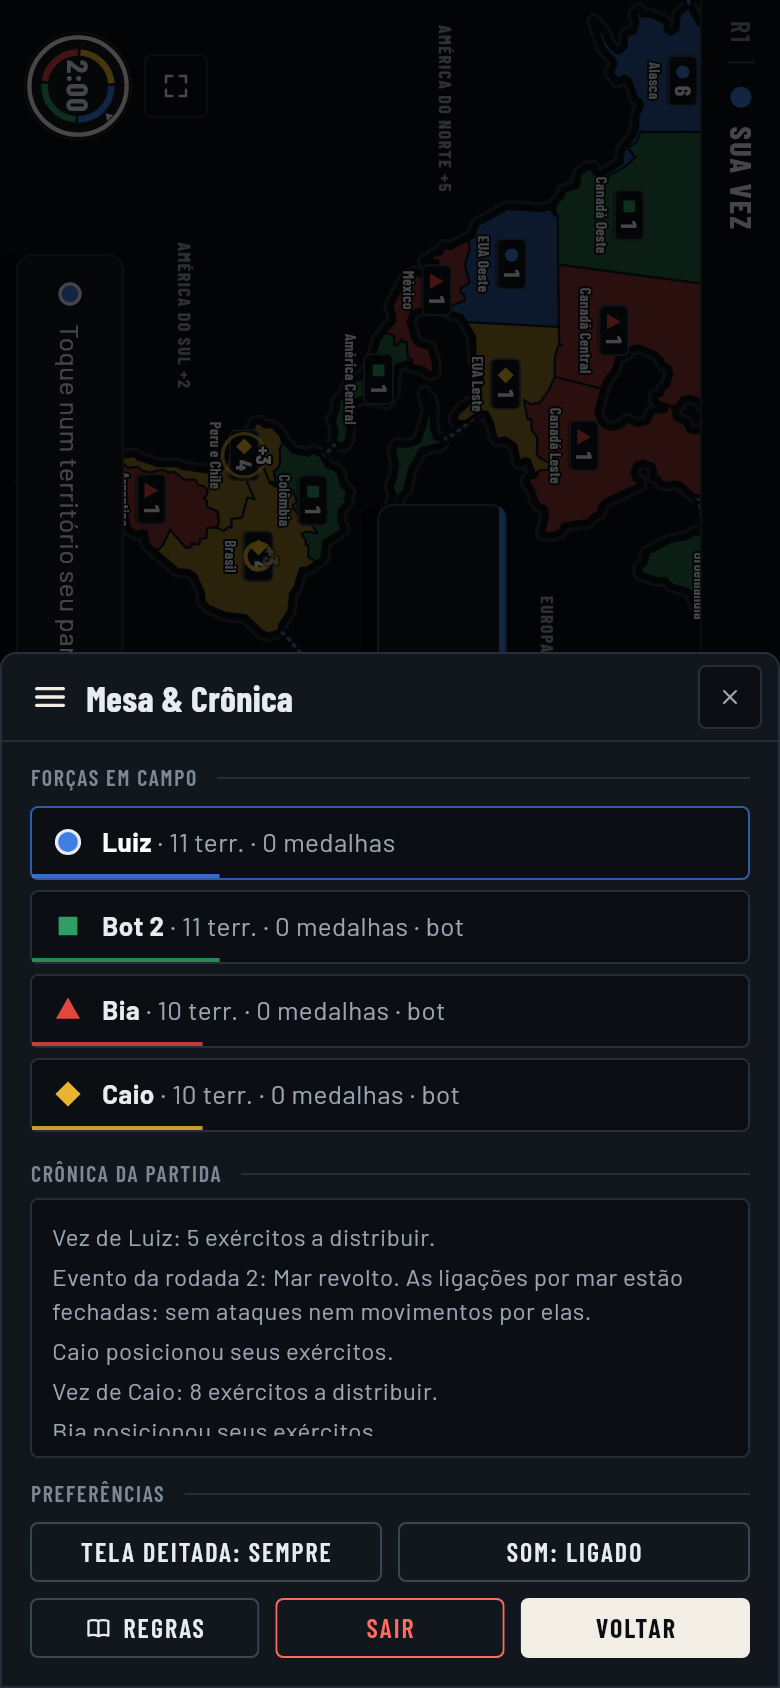 R1 | SUA VEZ
2:00
AMÉRICA DO NORTE +5
Alasca
6
Canadá Oeste
1
EUA Oeste
1
México
1
Canadá Central
1
América Central
1
EUA Leste
1
Canadá Leste
1
AMÉRICA DO SUL +2
Peru e Chile
+3
4
Colômbia
1
Brasil
1
EUROPA
Toque num território seu par
Mesa & Crônica
FORÇAS EM CAMPO
Luiz · 11 terr. · 0 medalhas
Bot 2 · 11 terr. · 0 medalhas · bot
Bia · 10 terr. · 0 medalhas · bot
Caio · 10 terr. · 0 medalhas · bot
CRÔNICA DA PARTIDA
Vez de Luiz: 5 exércitos a distribuir.
Evento da rodada 2: Mar revolto. As ligações por mar estão
fechadas: sem ataques nem movimentos por elas.
Caio posicionou seus exércitos.
Vez de Caio: 8 exércitos a distribuir.
Bia posicionou seus exércitos
PREFERÊNCIAS
TELA DEITADA: SEMPRE
SOM: LIGADO
REGRAS
SAIR
VOLTAR